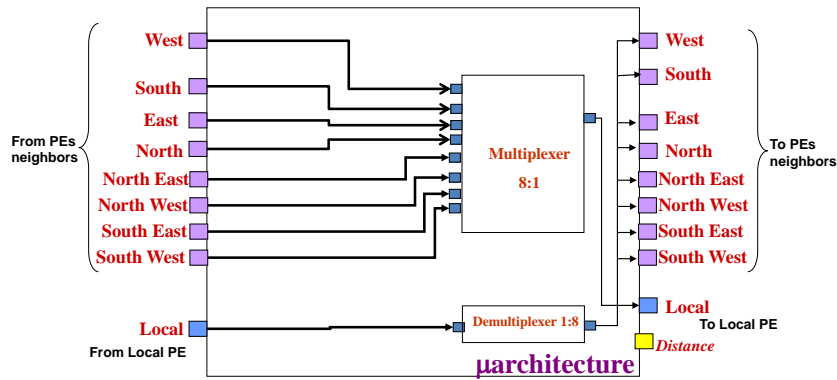 West
South
East
North
North East
North West
South East
South West
From PEs
neighbors
Local
From Local PE
Multiplexer
8:1
Demultiplexer 1:8
µarchitecture
West
South
East
North
North East
North West
South East
South West
To PEs
neighbors
Local
To Local PE
Distance